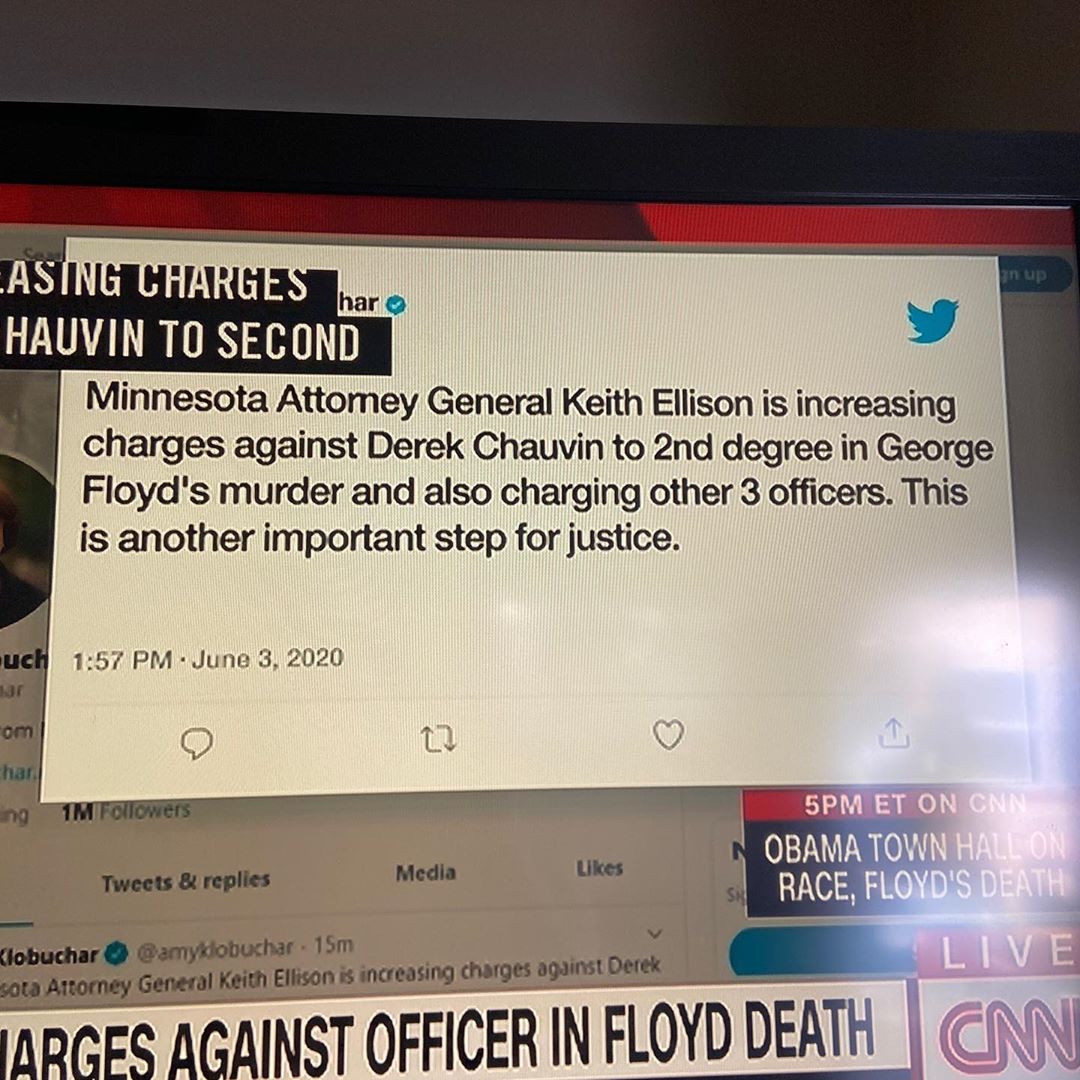 EASING CHARGES
har
HAUVIN TO SECOND
gn up
Minnesota Attorney General Keith Ellison is increasing
charges against Derek Chauvin to 2nd degree in George
Floyd's murder and also charging other 3 officers. This
is another important step for justice.
1:57 PM · June 3, 2020
uch
har
om
har.
ing
1M Followers
5PM ET ON CNN
OBAMA TOWN HALL ON
RACE, FLOYD'S DEATH
Tweets & replies
Media
Likes
Klobuchar @amyklobuchar · 15m
sota Attorney General Keith Ellison is increasing charges against Derek
LIVE
HARGES AGAINST OFFICER IN FLOYD DEATH
CNN